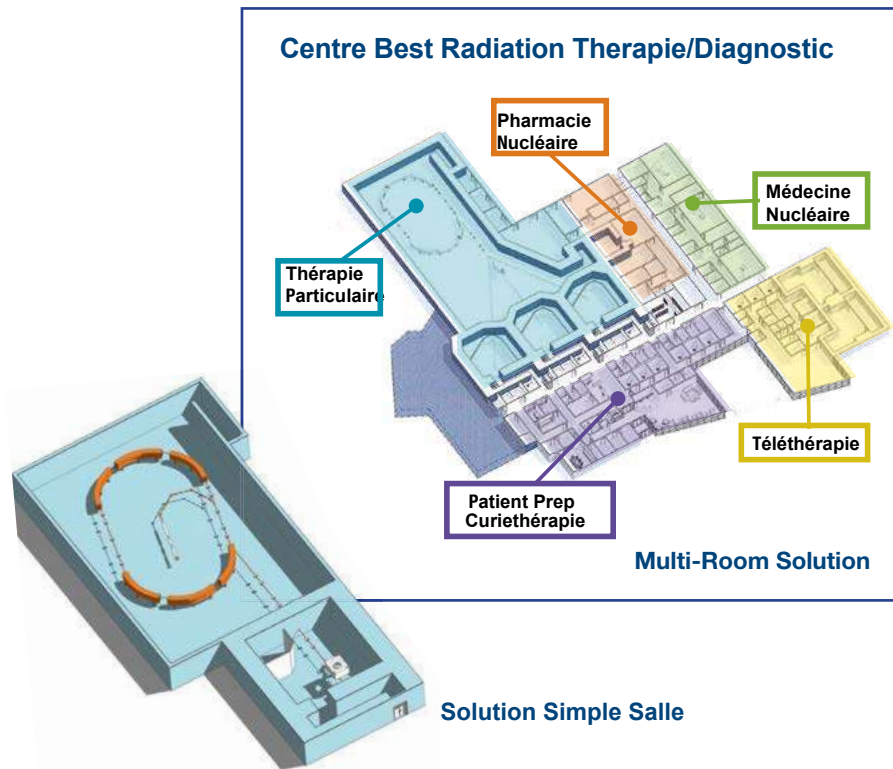 Centre Best Radiation Therapie/Diagnostic
Pharmacie
Nucléaire
Médecine
Nucléaire
Thérapie
Particulaire
Téléthérapie
Patient Prep
Curiethérapie
Multi-Room Solution
Solution Simple Salle